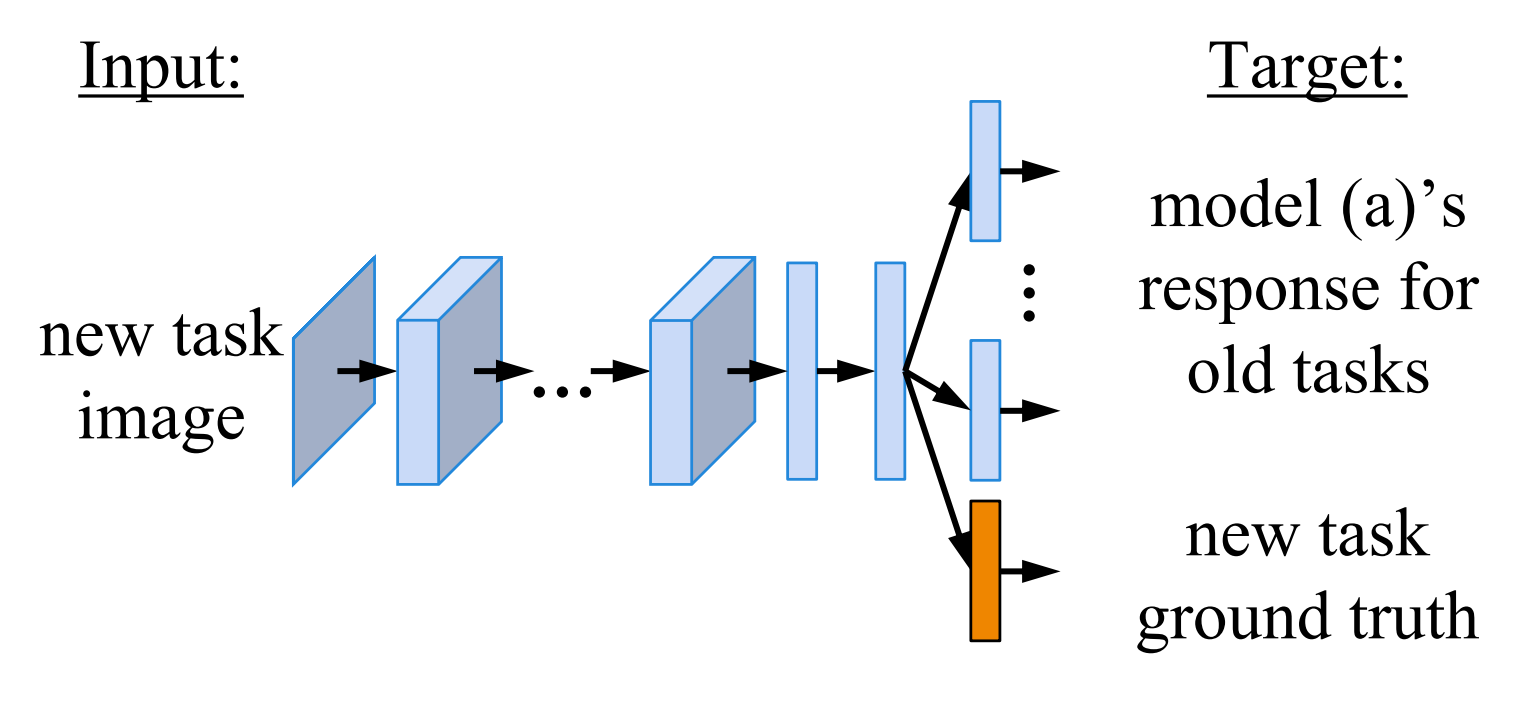 Input:
Target:
new task
image
model (a)’s
response for
old tasks
new task
ground truth